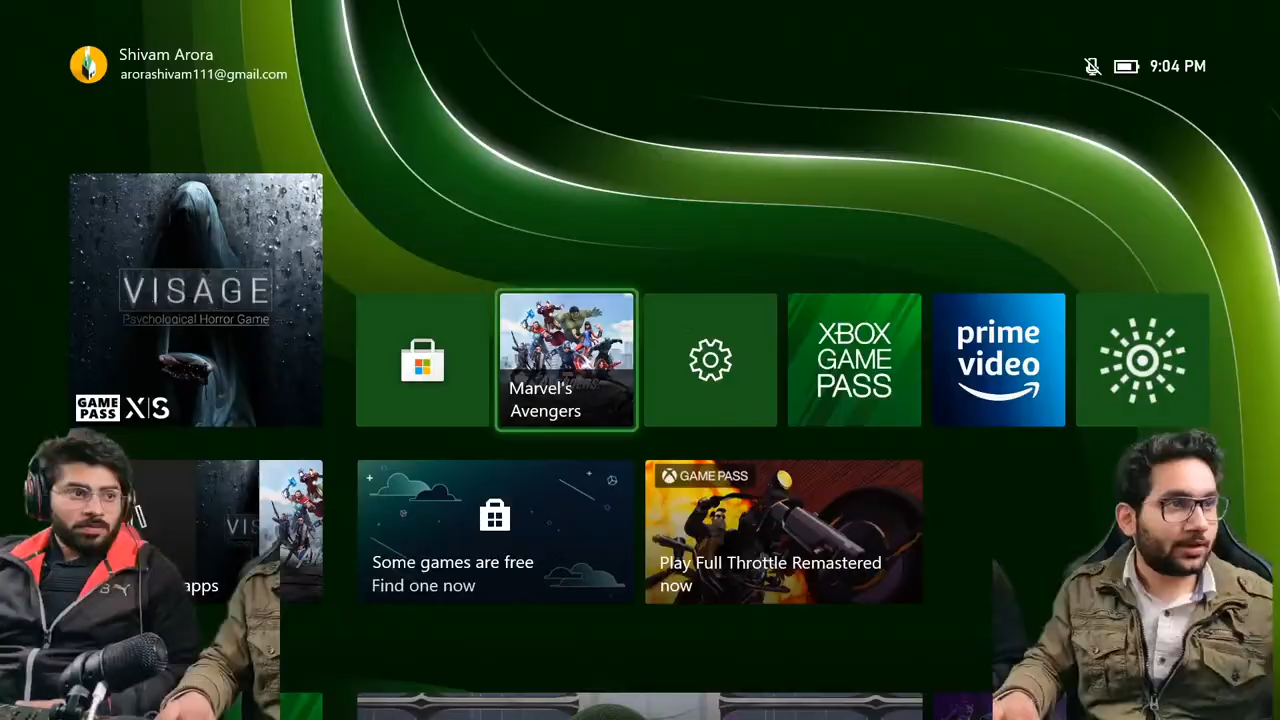 Shivam Arora
arorashivam111@gmail.com
9:04 PM
VISAGE
Psychological Horror Game
GAME PASS X|S
Marvel's
Avengers
XBOX
GAME
PASS
prime
video
VIS
apps
Some games are free
Find one now
GAME PASS
Play Full Throttle Remastered
now